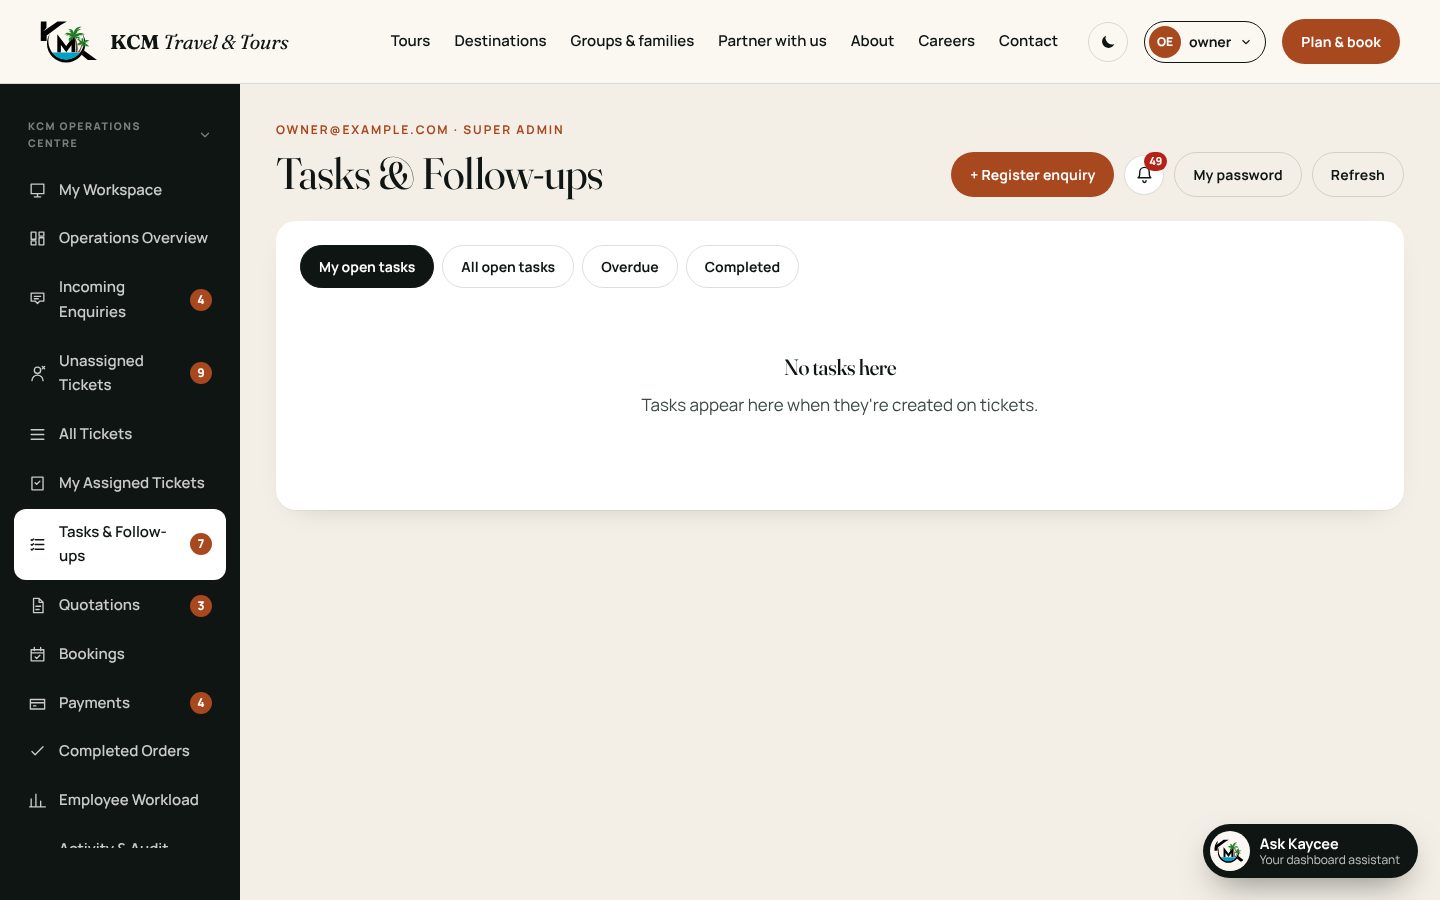 KCM Travel & Tours
Tours
Destinations
Groups & families
Partner with us
About
Careers
Contact
OE
owner
Plan & book
KCM OPERATIONS
CENTRE
My Workspace
Operations Overview
Incoming
Enquiries
4
Unassigned
Tickets
9
All Tickets
My Assigned Tickets
Tasks & Follow-
ups
7
Quotations
3
Bookings
Payments
4
Completed Orders
Employee Workload
Activity & Audit
OWNER@EXAMPLE.COM · SUPER ADMIN
Tasks & Follow-ups
+ Register enquiry
49
My password
Refresh
My open tasks
All open tasks
Overdue
Completed
No tasks here
Tasks appear here when they're created on tickets.
Ask Kaycee
Your dashboard assistant